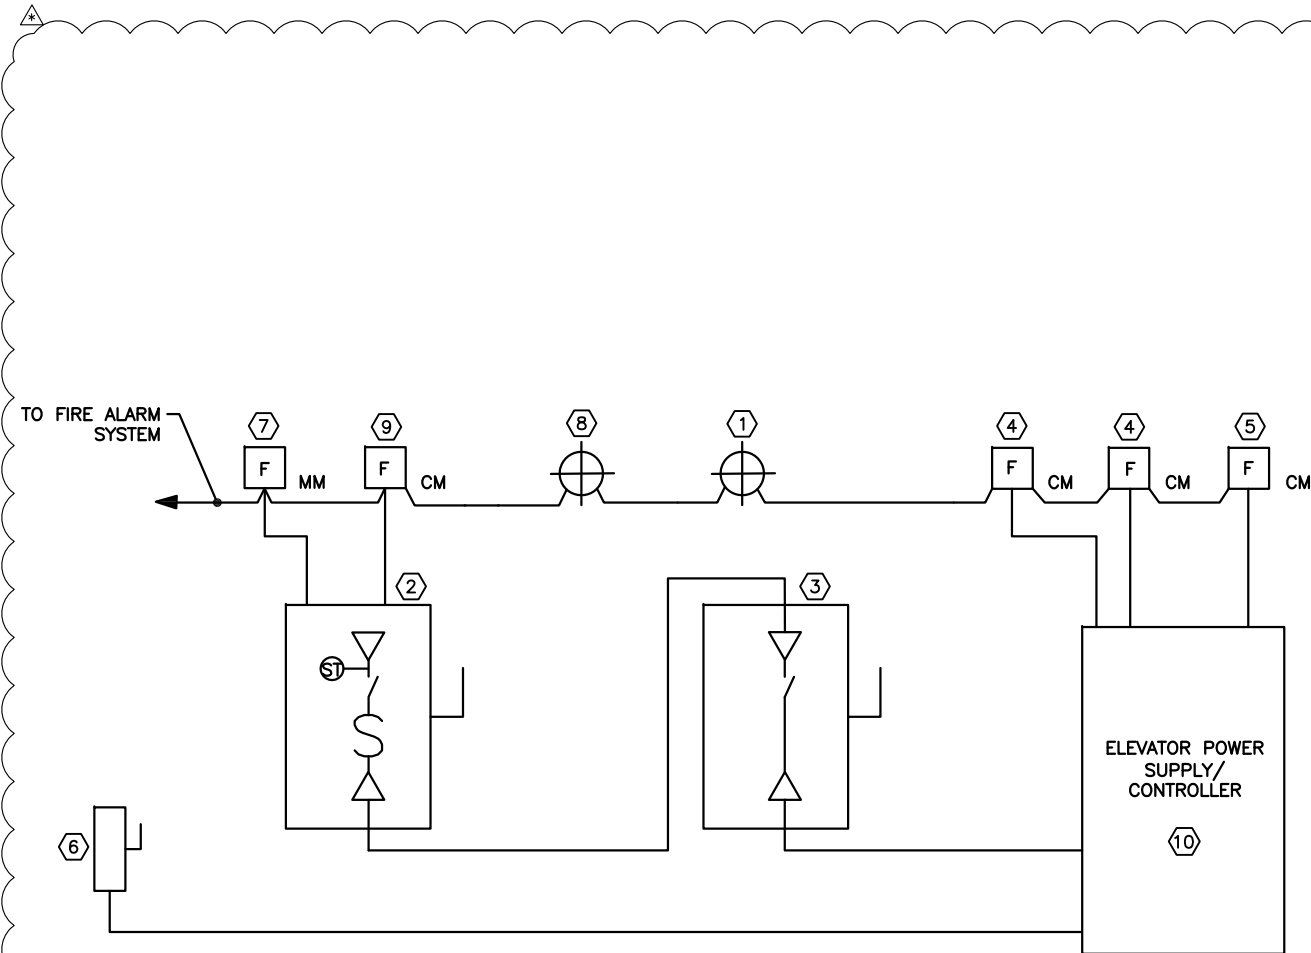 *
TO FIRE ALARM
SYSTEM
7
9
8
1
4
4
5
F
MM
F
CM
F
CM
F
CM
F
CM
2
3
ST
ELEVATOR POWER
SUPPLY/
CONTROLLER
10
6